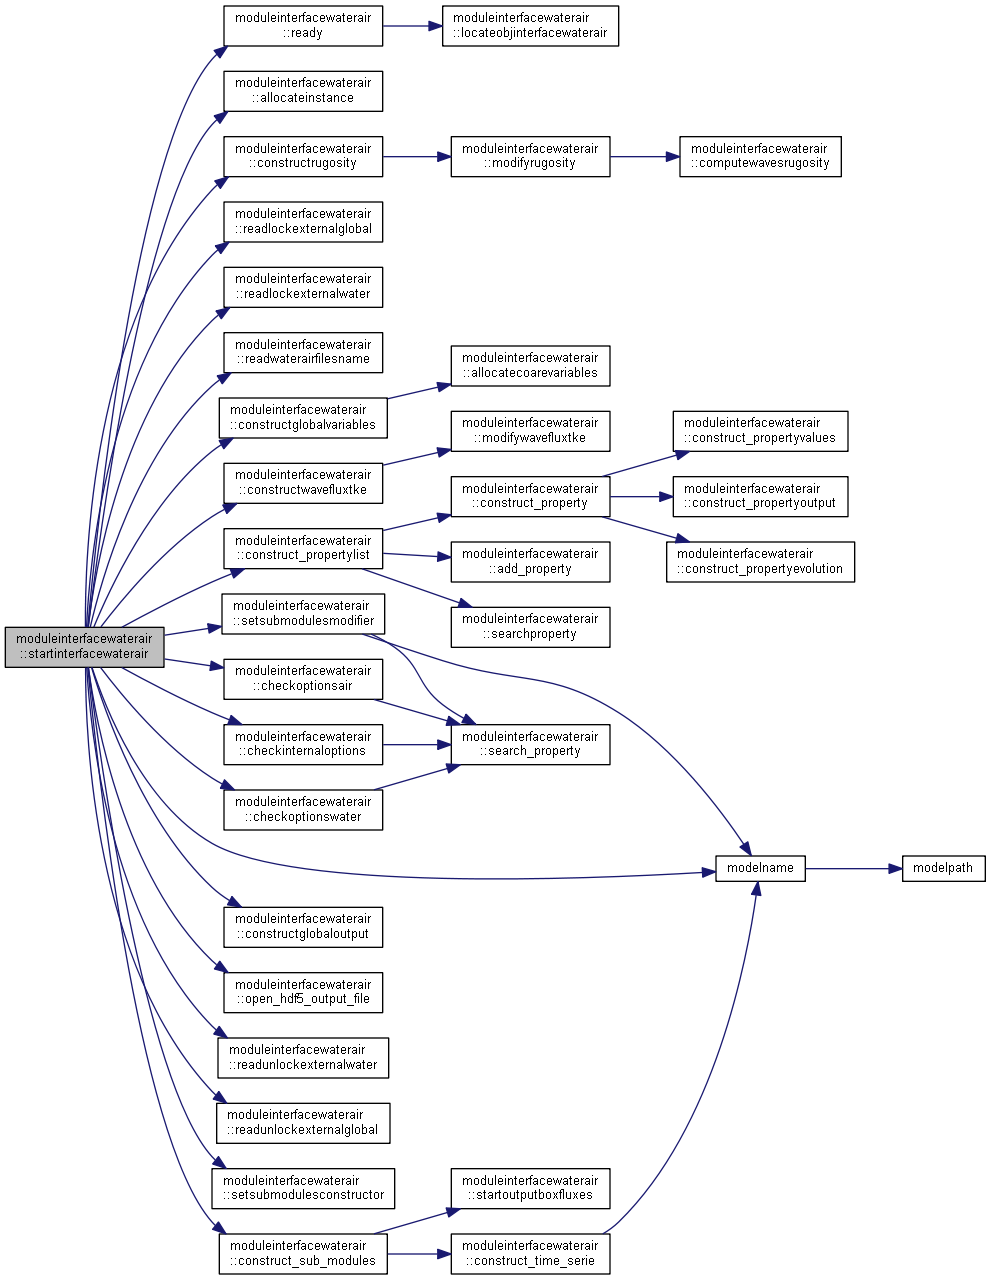 moduleinterfacewaterair
::startinterfacewaterair
moduleinterfacewaterair
::ready
moduleinterfacewaterair
::locateobjinterfacewaterair
moduleinterfacewaterair
::allocateinstance
moduleinterfacewaterair
::constructrugosity
moduleinterfacewaterair
::modifyrugosity
moduleinterfacewaterair
::computewavesrugosity
moduleinterfacewaterair
::readlockexternalglobal
moduleinterfacewaterair
::readlockexternalwater
moduleinterfacewaterair
::readwaterairfilesname
moduleinterfacewaterair
::constructglobalvariables
moduleinterfacewaterair
::allocatecoarevariables
moduleinterfacewaterair
::constructwavefluxtke
moduleinterfacewaterair
::modifywavefluxtke
moduleinterfacewaterair
::construct_propertylist
moduleinterfacewaterair
::construct_property
moduleinterfacewaterair
::construct_propertyvalues
moduleinterfacewaterair
::construct_propertyoutput
moduleinterfacewaterair
::construct_propertyevolution
moduleinterfacewaterair
::add_property
moduleinterfacewaterair
::searchproperty
moduleinterfacewaterair
::setsubmodulesmodifier
moduleinterfacewaterair
::checkoptionsair
moduleinterfacewaterair
::checkinternaloptions
moduleinterfacewaterair
::search_property
moduleinterfacewaterair
::checkoptionswater
modelname
modelpath
moduleinterfacewaterair
::constructglobaloutput
moduleinterfacewaterair
::open_hdf5_output_file
moduleinterfacewaterair
::readunlockexternalwater
moduleinterfacewaterair
::readunlockexternalglobal
moduleinterfacewaterair
::setsubmodulesconstructor
moduleinterfacewaterair
::construct_sub_modules
moduleinterfacewaterair
::startoutputboxfluxes
moduleinterfacewaterair
::construct_time_serie